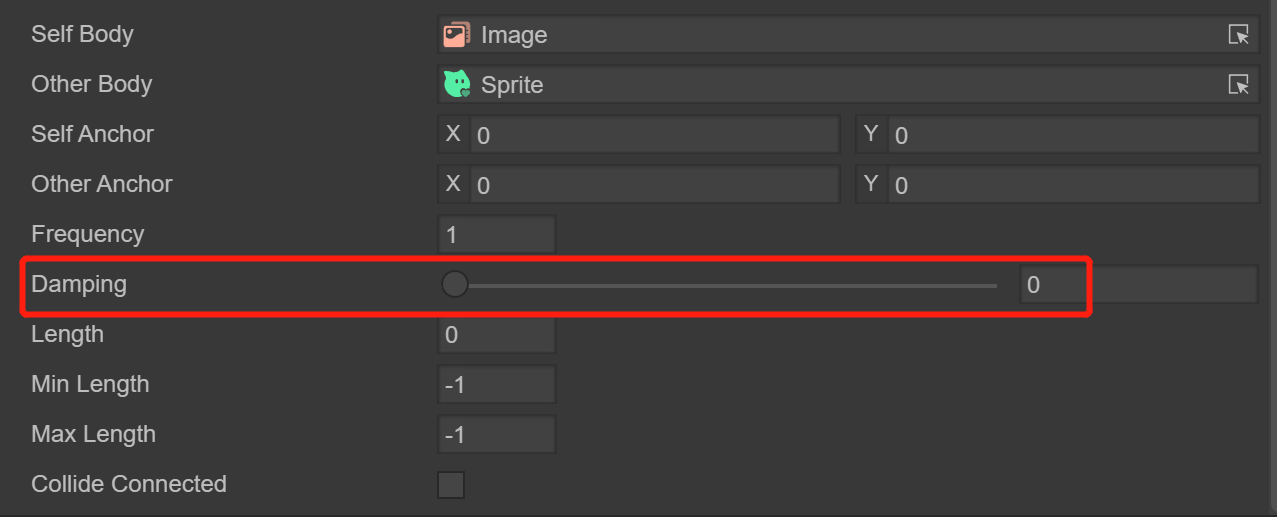 Self Body Image
Other Body Sprite
Self Anchor X 0 Y 0
Other Anchor X 0 Y 0
Frequency 1
Damping 0
Length 0
Min Length -1
Max Length -1
Collide Connected